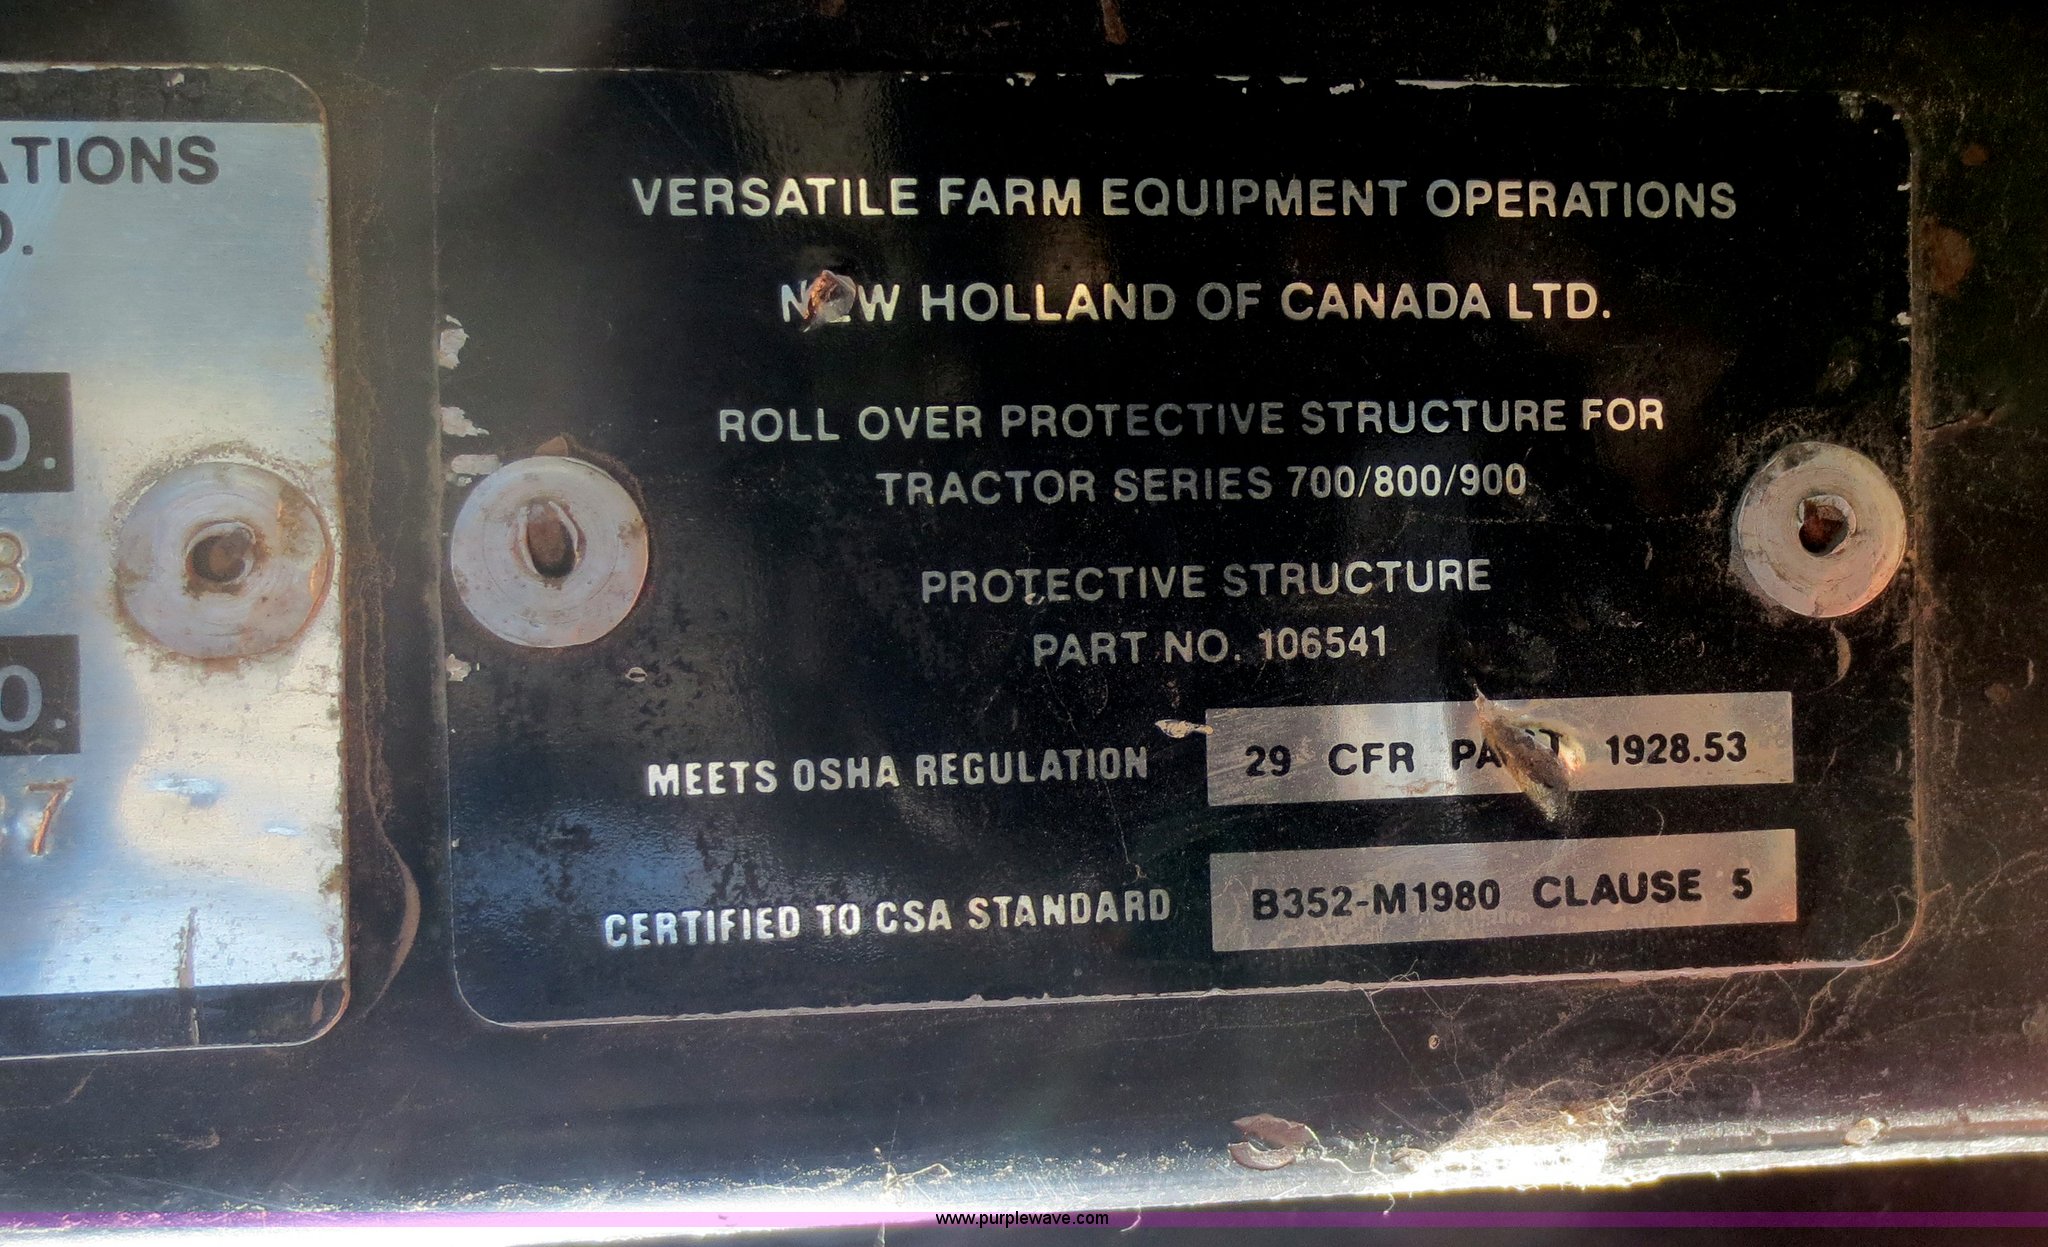 ATIONS
D.
O.
8
O.
7
VERSATILE FARM EQUIPMENT OPERATIONS
NEW HOLLAND OF CANADA LTD.
ROLL OVER PROTECTIVE STRUCTURE FOR
TRACTOR SERIES 700/800/900
PROTECTIVE STRUCTURE
PART NO. 106541
MEETS OSHA REGULATION 29 CFR PART 1928.53
CERTIFIED TO CSA STANDARD B352-M1980 CLAUSE 5
www.purplewave.com